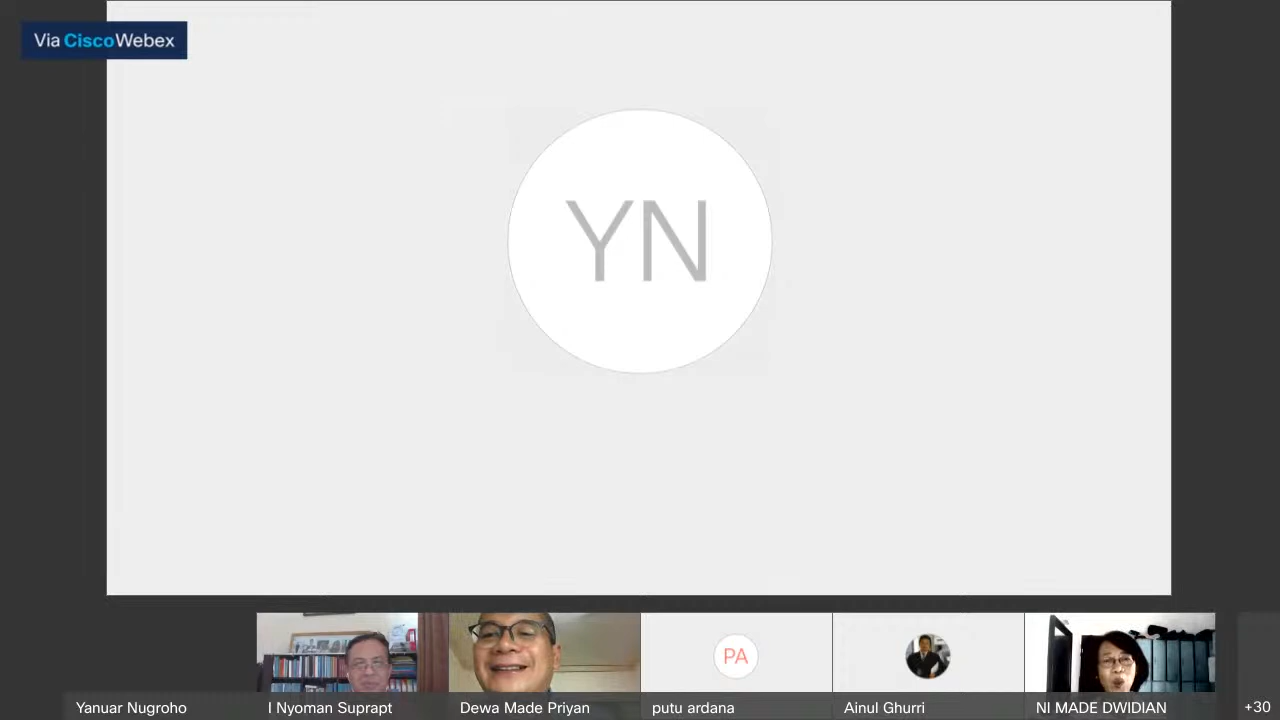 Via CiscoWebex
YN
PA
Yanuar Nugroho
I Nyoman Suprapt
Dewa Made Priyan
putu ardana
Ainul Ghurri
NI MADE DWIDIAN
+30